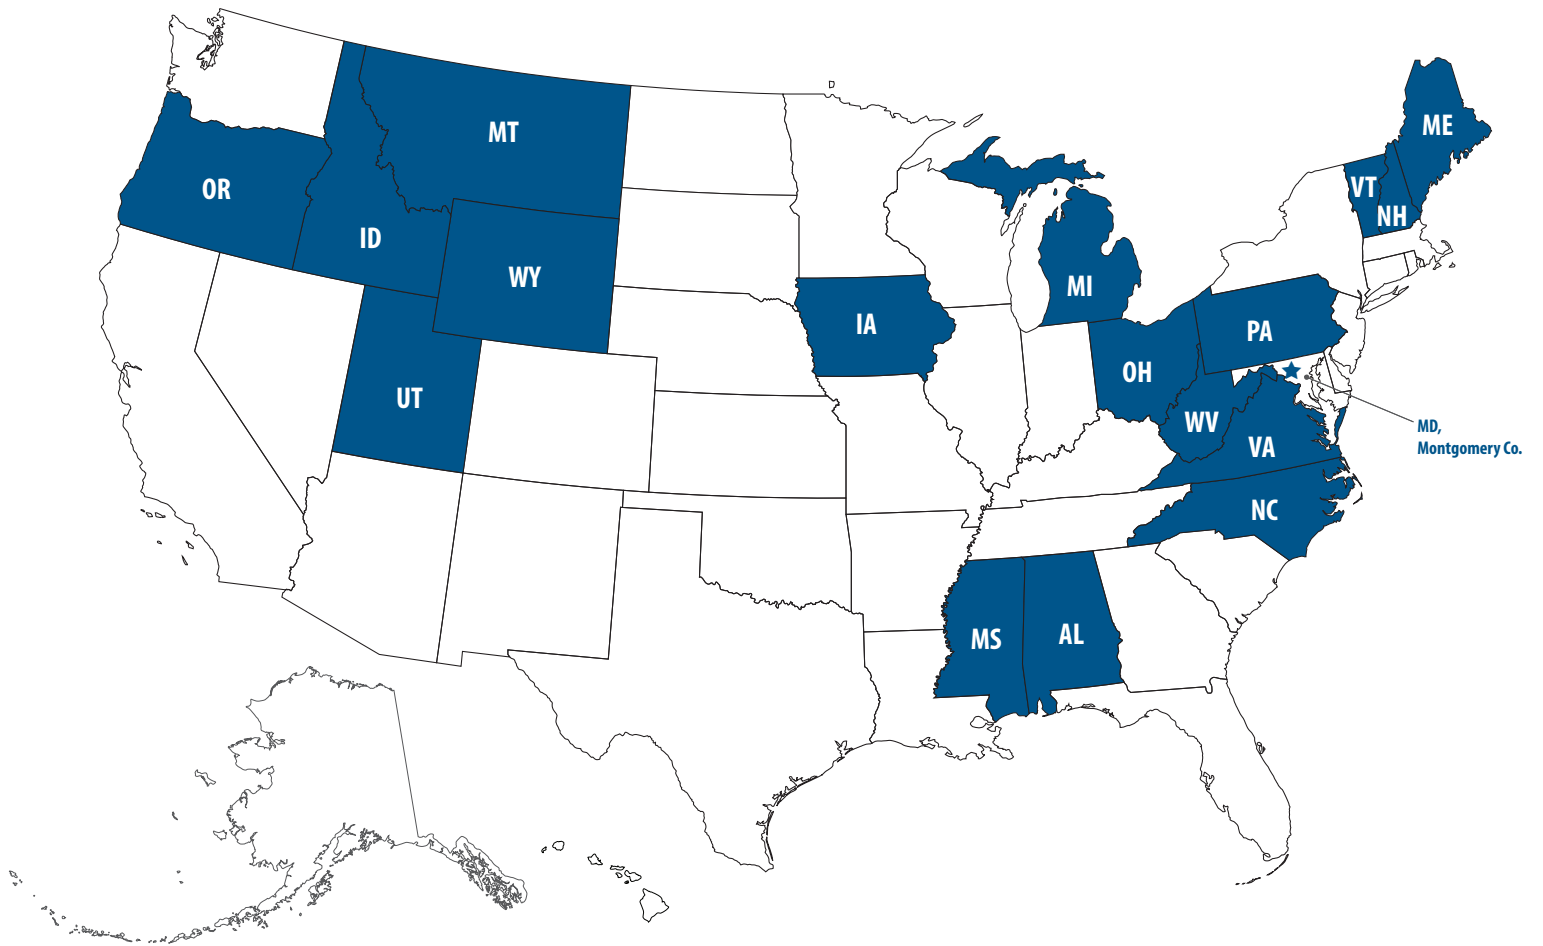 ME
MT
VT
OR
NH
ID
WY
MI
IA
PA
OH
UT
WV
MD,
Montgomery Co.
VA
NC
MS
AL